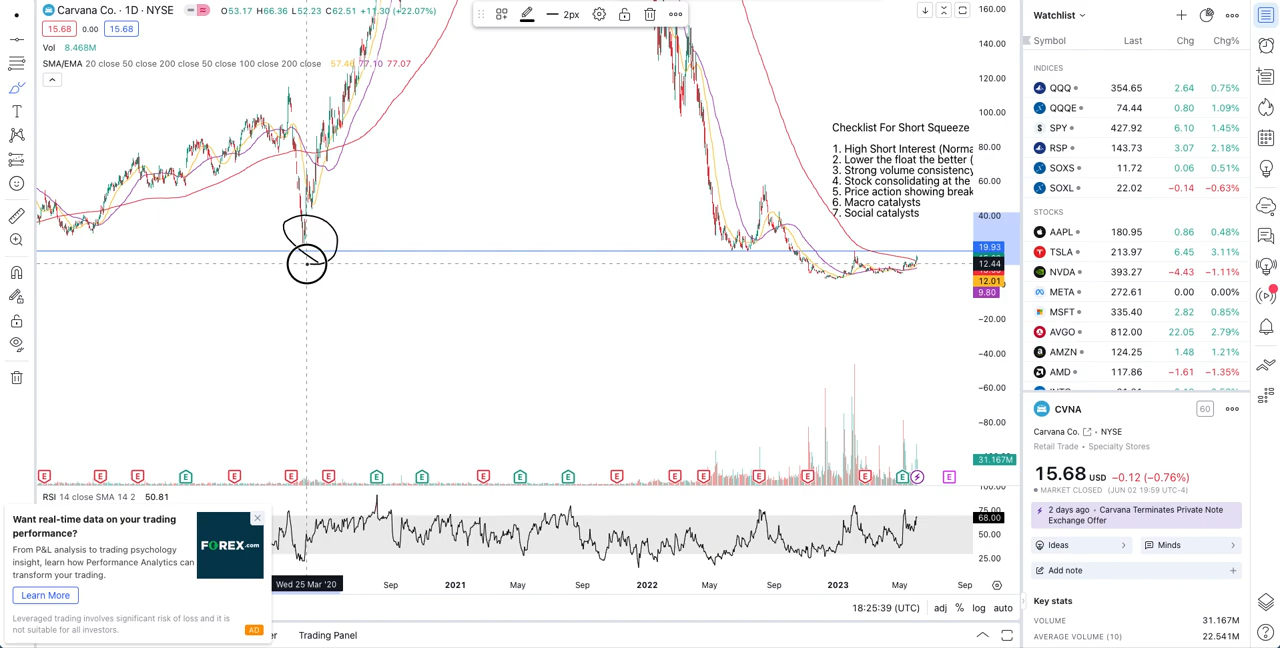 Carvana Co. · 1D · NYSE
O53.17 H66.36 L52.23 C62.51 +11.30 (+22.07%)
2px
15.68 0.00 15.68
Vol 8.468M
SMA/EMA 20 close 50 close 200 close 50 close 100 close 200 close 57.46 77.10 77.07
160.00
140.00
120.00
100.00
80.00
60.00
40.00
19.93
12.44
12.01
9.80
−20.00
−40.00
−60.00
−80.00
31.167M
Checklist For Short Squeeze
1. High Short Interest (Norma
2. Lower the float the better (
3. Strong volume consistency
4. Stock consolidating at the
5. Price action showing break
6. Macro catalysts
7. Social catalysts
E E E E E E E E E E E E E E E E E E E E
RSI 14 close SMA 14 2 50.81
100.00
75.00
68.00
50.00
25.00
Wed 25 Mar '20
Sep 2021 May Sep 2022 May Sep 2023 May Sep
18:25:39 (UTC) adj % log auto
Trading Panel
Want real-time data on your trading
performance?
From P&L analysis to trading psychology
insight, learn how Performance Analytics can
transform your trading.
FOREX.com
Learn More
Leveraged trading involves significant risk of loss and it is
not suitable for all investors.
AD
Watchlist
Symbol Last Chg Chg%
INDICES
QQQ 354.65 2.64 0.75%
QQQE 74.44 0.80 1.09%
SPY 427.92 6.10 1.45%
RSP 143.73 3.07 2.18%
SOXS 11.72 0.06 0.51%
SOXL 22.02 −0.14 −0.63%
STOCKS
AAPL 180.95 0.86 0.48%
TSLA 213.97 6.45 3.11%
NVDA 393.27 −4.43 −1.11%
META 272.61 0.00 0.00%
MSFT 335.40 2.82 0.85%
AVGO 812.00 22.05 2.79%
AMZN 124.25 1.48 1.21%
AMD 117.86 −1.61 −1.35%
CVNA
60
Carvana Co. · NYSE
Retail Trade · Specialty Stores
15.68 USD −0.12 (−0.76%)
MARKET CLOSED (JUN 02 19:59 UTC-4)
2 days ago · Carvana Terminates Private Note
Exchange Offer
Ideas
Minds
Add note
Key stats
VOLUME 31.167M
AVERAGE VOLUME (10) 22.541M